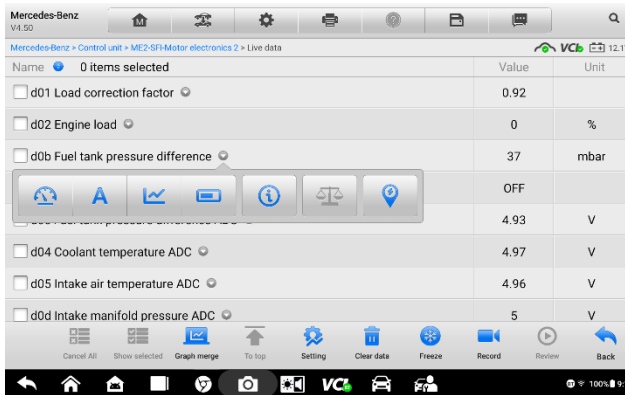 Mercedes-Benz
V4.50
Mercedes-Benz > Control unit > ME2-SFI-Motor electronics 2 > Live data
VCI 12.1
Name 0 items selected Value Unit
d01 Load correction factor 0.92
d02 Engine load 0 %
d0b Fuel tank pressure difference 37 mbar
OFF
4.93 V
d04 Coolant temperature ADC 4.97 V
d05 Intake air temperature ADC 4.96 V
d0d Intake manifold pressure ADC 5 V
Cancel All Show selected Graph merge To top Setting Clear data Freeze Record Review Back
VCI 100% 9: